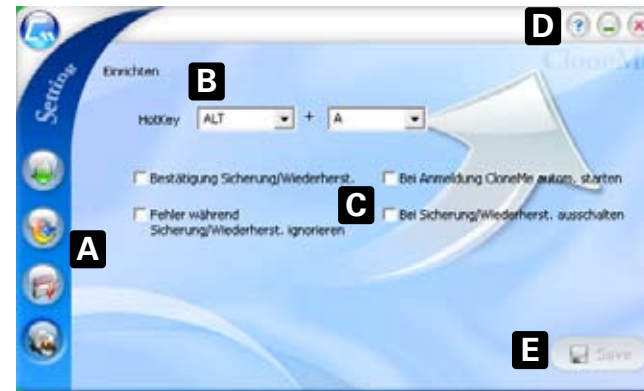 D
?
CloneMe
Setting
Einrichten
B
HotKey ALT + A
Bestätigung Sicherung/Wiederherst.
Bei Anmeldung CloneMe autom. starten
C
Fehler während
Sicherung/Wiederherst. ignorieren
Bei Sicherung/Wiederherst. ausschalten
A
E
Save